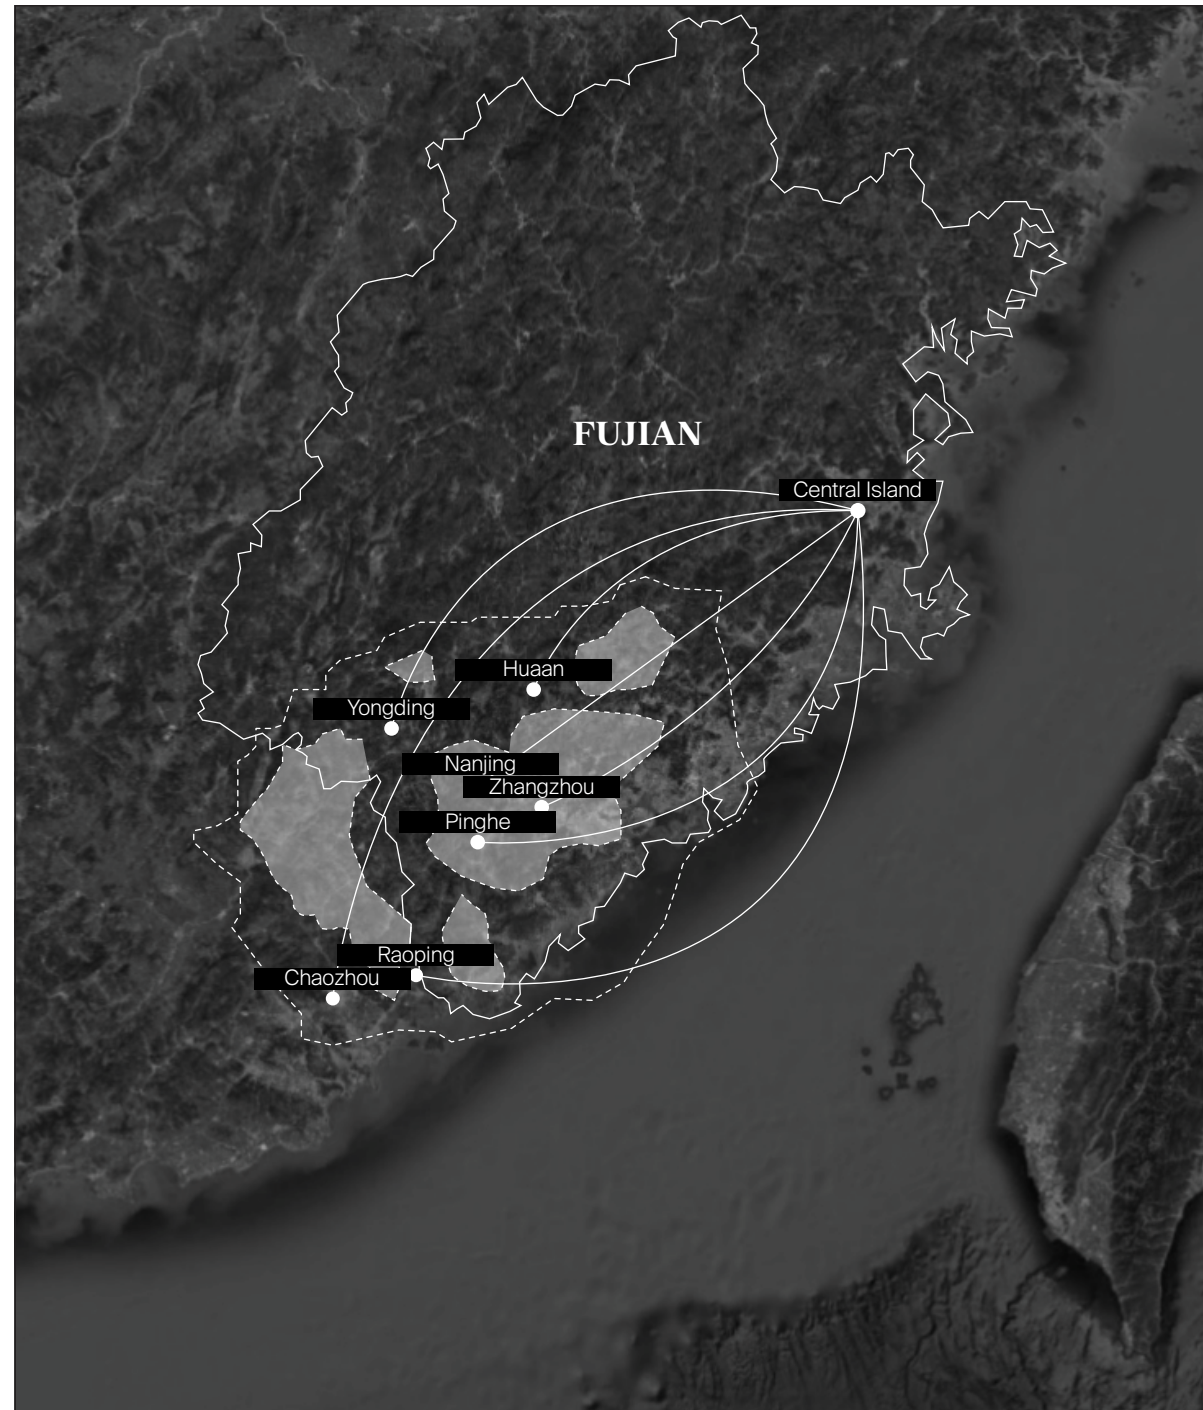 FUJIAN
Central Island
Huaan
Yongding
Nanjing
Zhangzhou
Pinghe
Raoping
Chaozhou